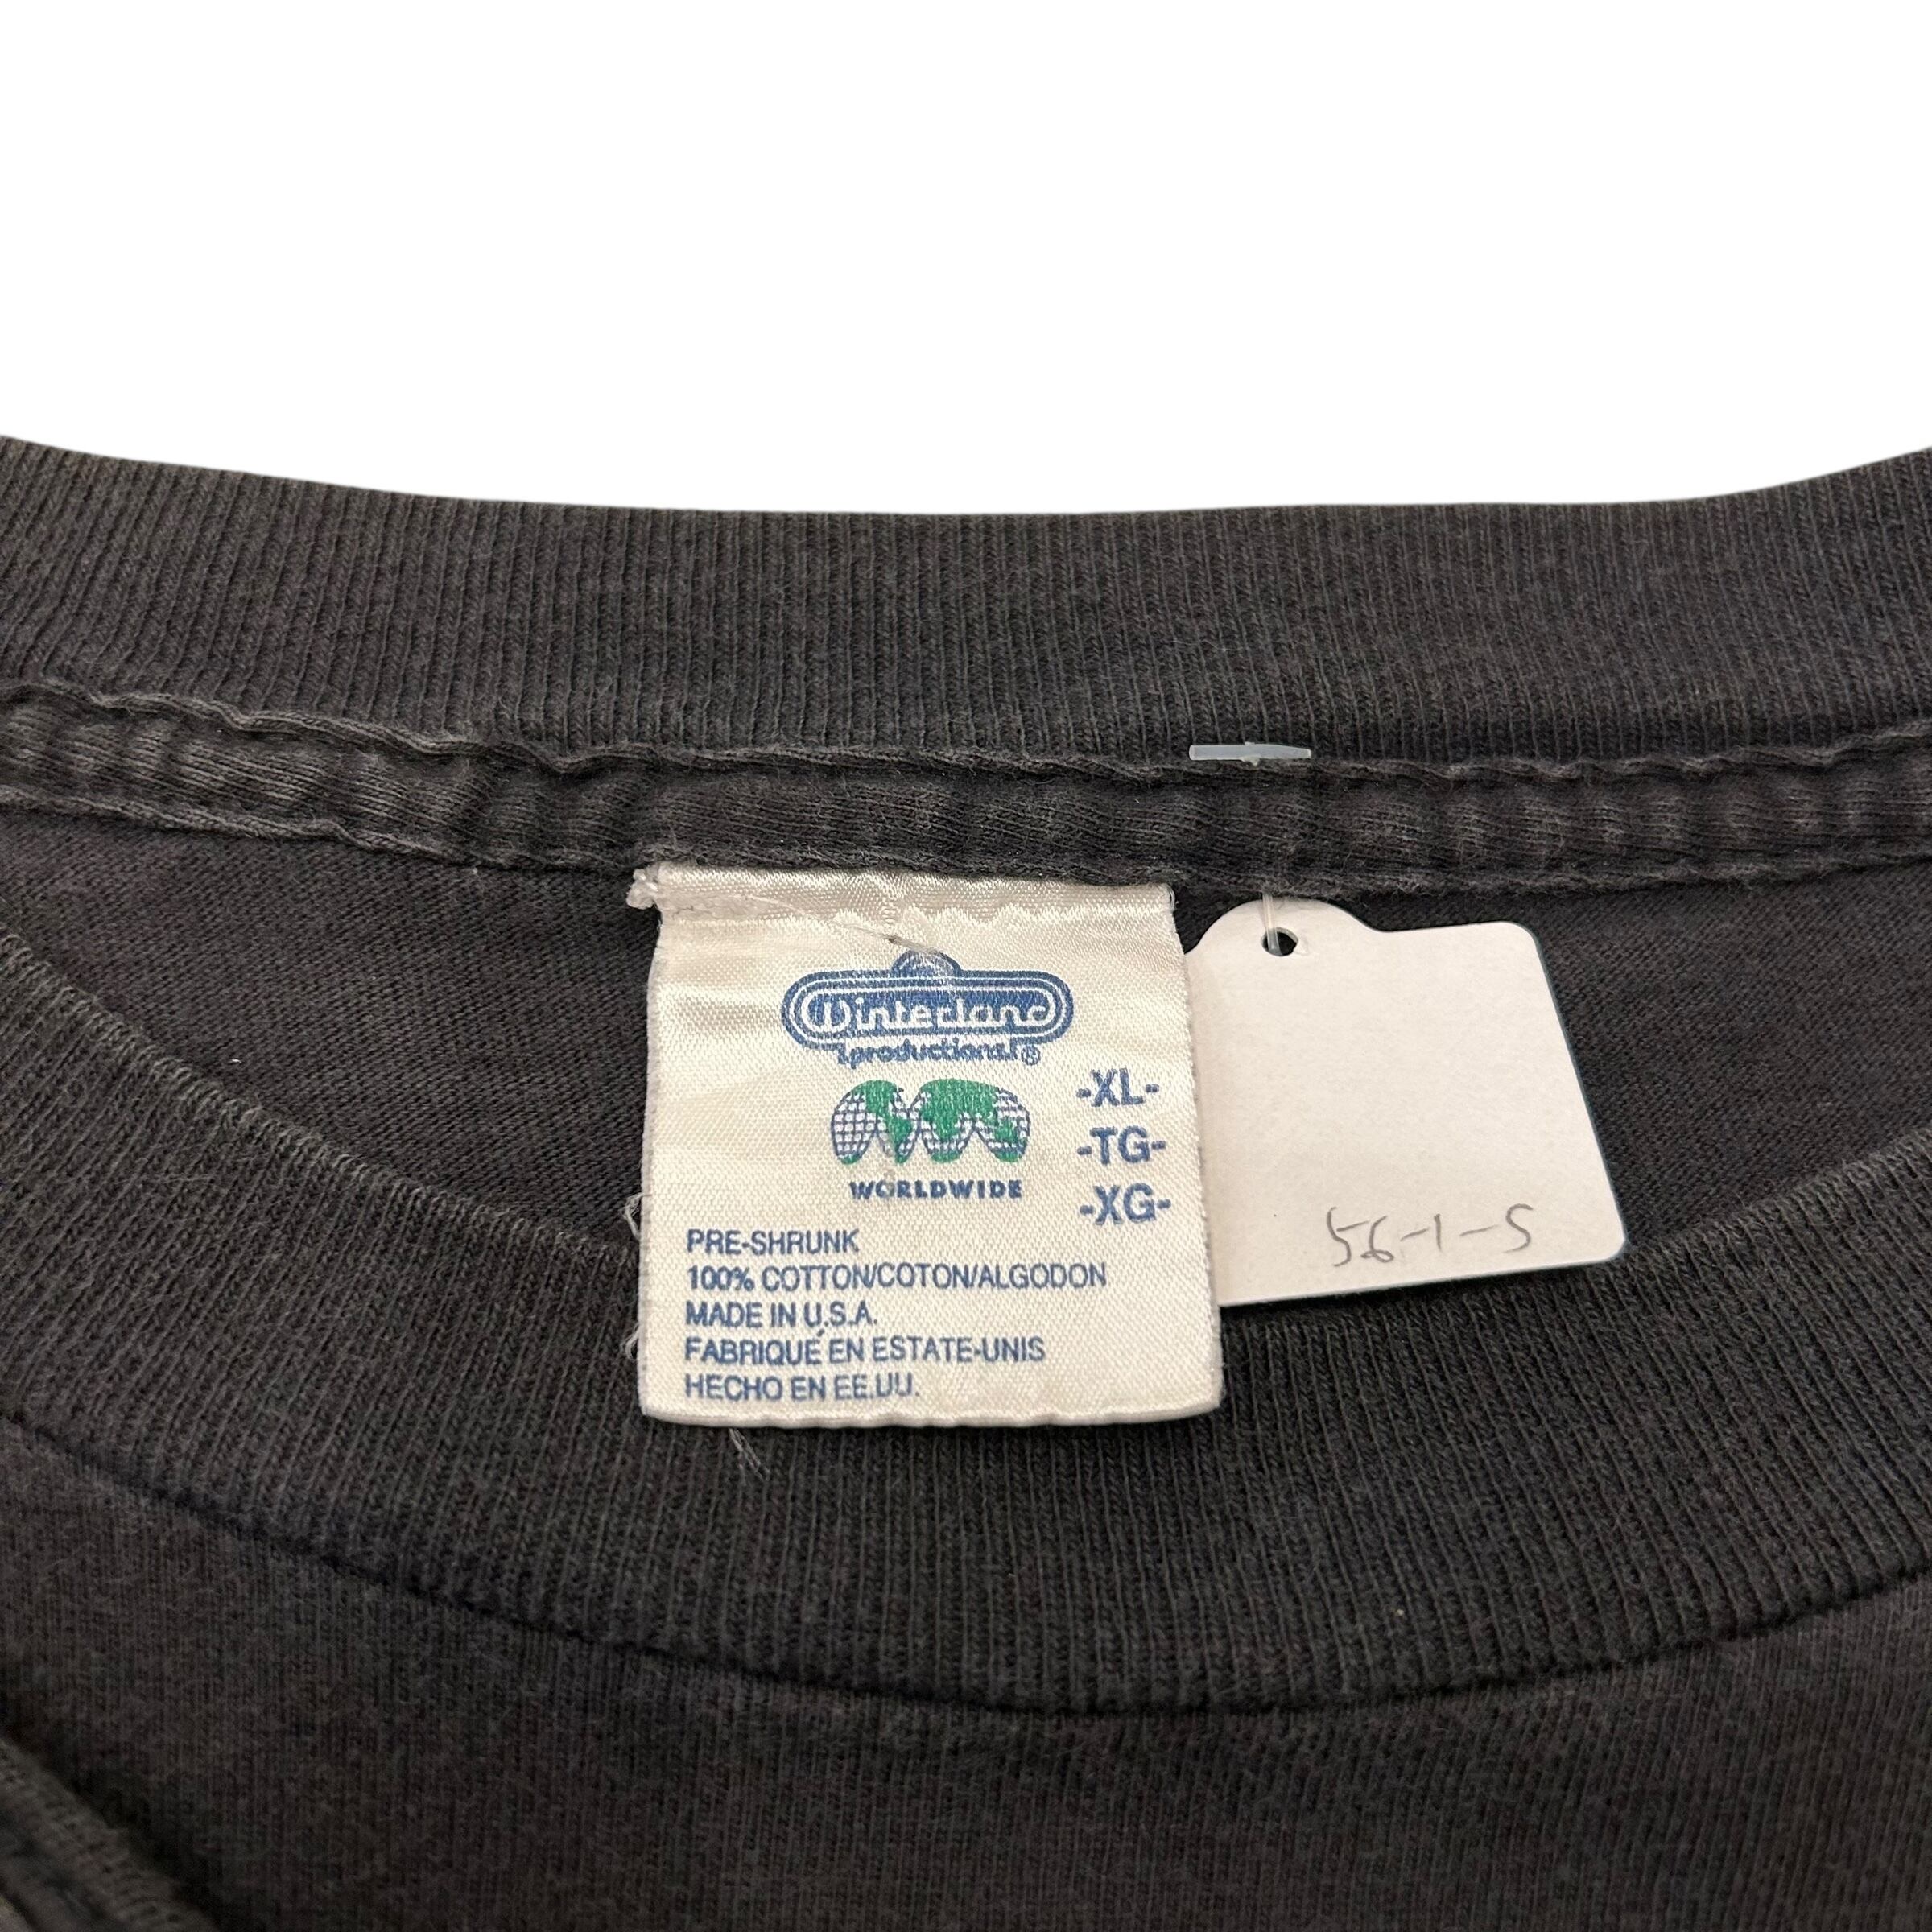 Winterland
productions®
-XL-
-TG-
-XG-
WORLDWIDE
PRE-SHRUNK
100% COTTON/COTON/ALGODON
MADE IN U.S.A.
FABRIQUÉ EN ESTATE-UNIS
HECHO EN EE.UU.
56-1-5